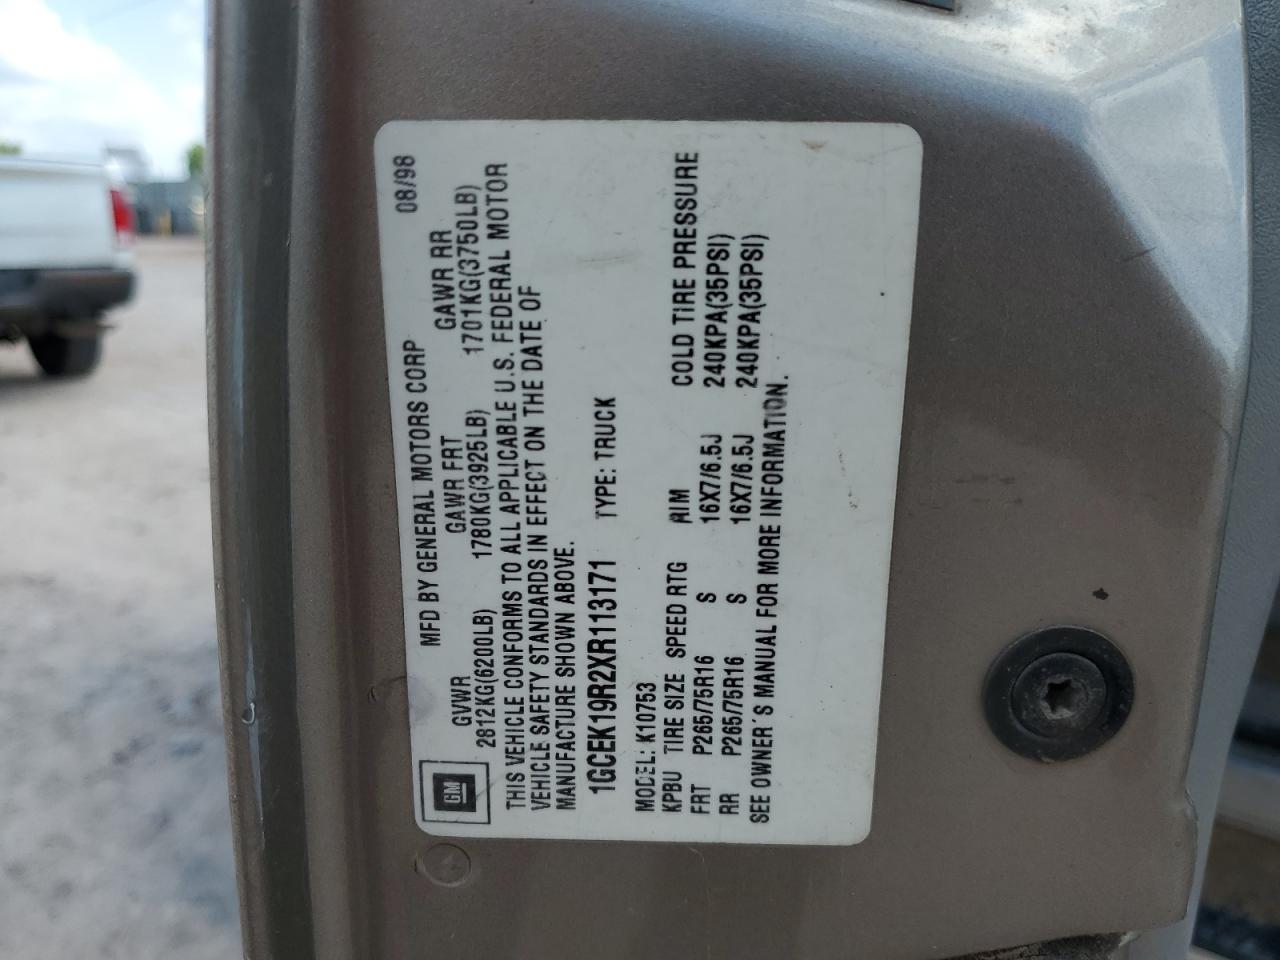 MFD BY GENERAL MOTORS CORP 08/98
GVWR GAWR FRT GAWR RR
2812KG(6200LB) 1780KG(3925LB) 1701KG(3750LB)
THIS VEHICLE CONFORMS TO ALL APPLICABLE U.S. FEDERAL MOTOR
VEHICLE SAFETY STANDARDS IN EFFECT ON THE DATE OF
MANUFACTURE SHOWN ABOVE.
1GCEK19R2XR113171 TYPE: TRUCK
MODEL: K10753
KPBU TIRE SIZE SPEED RTG RIM COLD TIRE PRESSURE
FRT P265/75R16 S 16X7/6.5J 240KPA(35PSI)
RR P265/75R16 S 16X7/6.5J 240KPA(35PSI)
SEE OWNER'S MANUAL FOR MORE INFORMATION.
GM